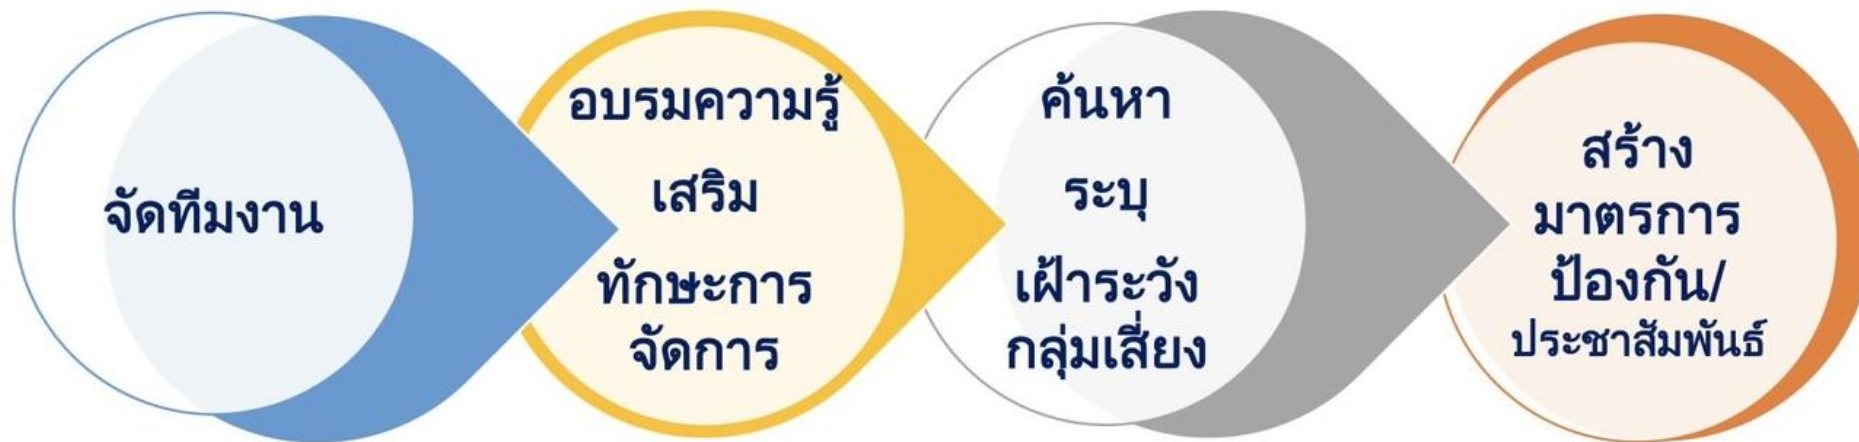 จัดทีมงาน
อบรมความรู้
เสริม
ทักษะการ
จัดการ
ค้นหา
ระบุ
เฝ้าระวัง
กลุ่มเสี่ยง
สร้าง
มาตรการ
ป้องกัน/
ประชาสัมพันธ์